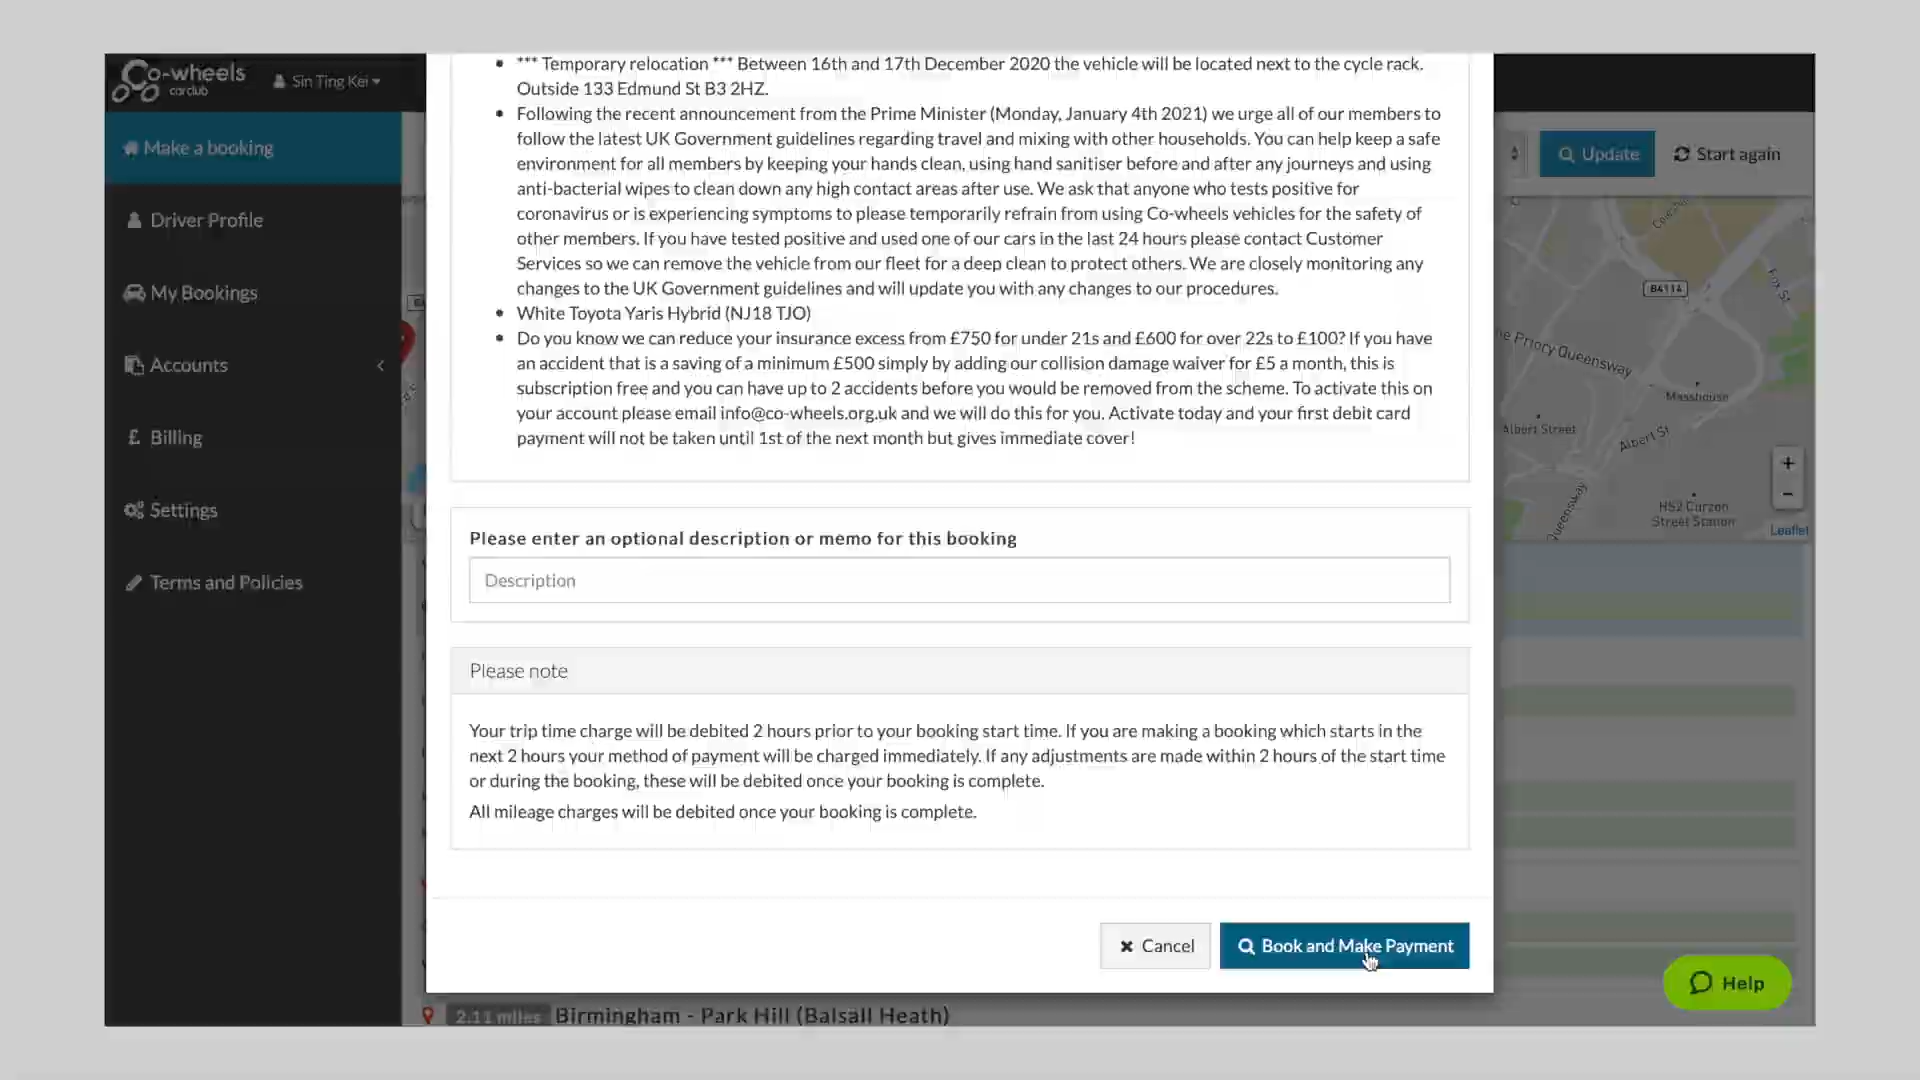 Co-wheels
carclub
Sin Ting Kei
Make a booking
Driver Profile
My Bookings
Accounts
£ Billing
Settings
Terms and Policies
*** Temporary relocation *** Between 16th and 17th December 2020 the vehicle will be located next to the cycle rack.
Outside 133 Edmund St B3 2HZ.
Following the recent announcement from the Prime Minister (Monday, January 4th 2021) we urge all of our members to
follow the latest UK Government guidelines regarding travel and mixing with other households. You can help keep a safe
environment for all members by keeping your hands clean, using hand sanitiser before and after any journeys and using
anti-bacterial wipes to clean down any high contact areas after use. We ask that anyone who tests positive for
coronavirus or is experiencing symptoms to please temporarily refrain from using Co-wheels vehicles for the safety of
other members. If you have tested positive and used one of our cars in the last 24 hours please contact Customer
Services so we can remove the vehicle from our fleet for a deep clean to protect others. We are closely monitoring any
changes to the UK Government guidelines and will update you with any changes to our procedures.
White Toyota Yaris Hybrid (NJ18 TJO)
Do you know we can reduce your insurance excess from £750 for under 21s and £600 for over 22s to £100? If you have
an accident that is a saving of a minimum £500 simply by adding our collision damage waiver for £5 a month, this is
subscription free and you can have up to 2 accidents before you would be removed from the scheme. To activate this on
your account please email info@co-wheels.org.uk and we will do this for you. Activate today and your first debit card
payment will not be taken until 1st of the next month but gives immediate cover!
Please enter an optional description or memo for this booking
Description
Please note
Your trip time charge will be debited 2 hours prior to your booking start time. If you are making a booking which starts in the
next 2 hours your method of payment will be charged immediately. If any adjustments are made within 2 hours of the start time
or during the booking, these will be debited once your booking is complete.
All mileage charges will be debited once your booking is complete.
Cancel
Book and Make Payment
Update
Start again
B4114
Fox St
Priory Queensway
Masshouse
Albert Street
Albert St
Queensway
HS2 Curzon
Street Station
+
-
Leaflet
Help
2.11 miles Birmingham - Park Hill (Balsall Heath)